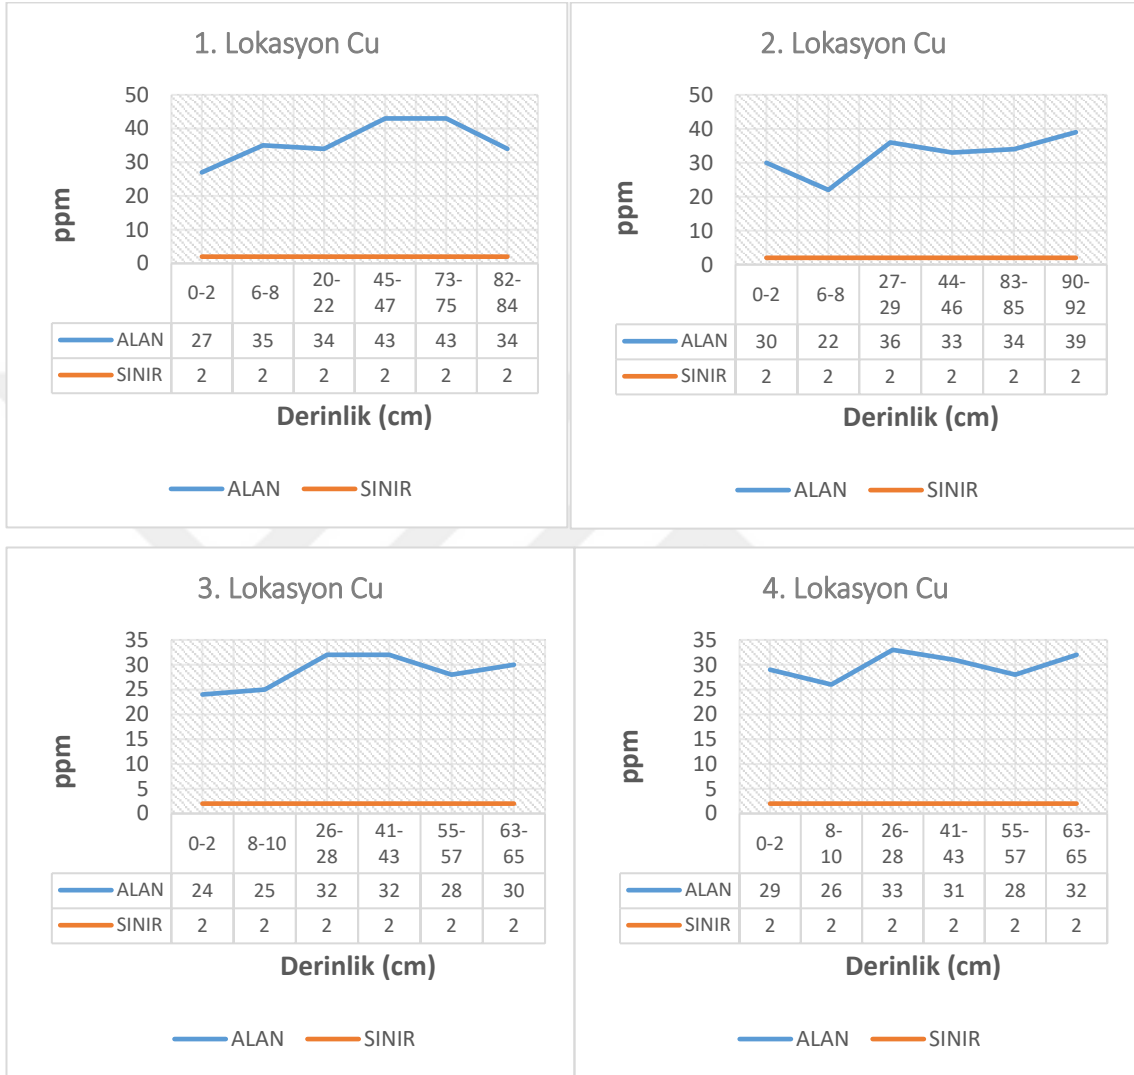 1. Lokasyon Cu
50
40
30
20
10
0
ppm
0-2 6-8 20-22 45-47 73-75 82-84
ALAN 27 35 34 43 43 34
SINIR 2 2 2 2 2 2
Derinlik (cm)
ALAN SINIR
2. Lokasyon Cu
50
40
30
20
10
0
ppm
0-2 6-8 27-29 44-46 83-85 90-92
ALAN 30 22 36 33 34 39
SINIR 2 2 2 2 2 2
Derinlik (cm)
ALAN SINIR
3. Lokasyon Cu
35
30
25
20
15
10
5
0
ppm
0-2 8-10 26-28 41-43 55-57 63-65
ALAN 24 25 32 32 28 30
SINIR 2 2 2 2 2 2
Derinlik (cm)
ALAN SINIR
4. Lokasyon Cu
35
30
25
20
15
10
5
0
ppm
0-2 8-10 26-28 41-43 55-57 63-65
ALAN 29 26 33 31 28 32
SINIR 2 2 2 2 2 2
Derinlik (cm)
ALAN SINIR